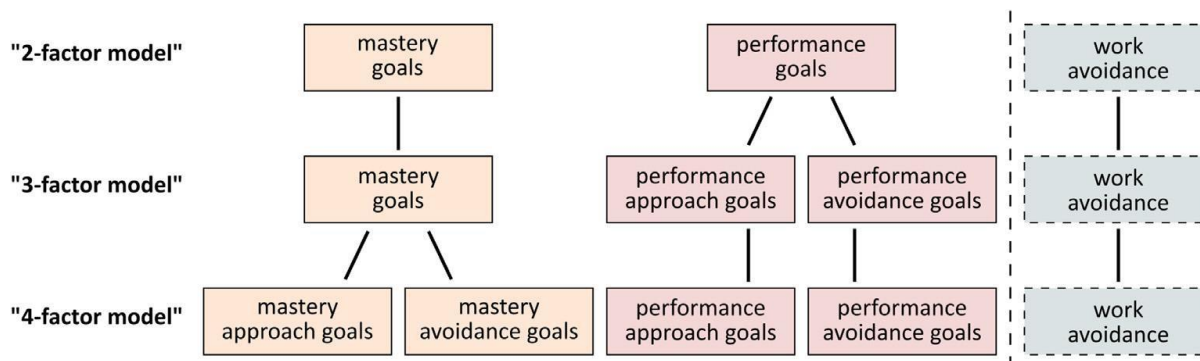 "2-factor model"
mastery
goals
performance
goals
work
avoidance
"3-factor model"
mastery
goals
performance
approach goals
performance
avoidance goals
work
avoidance
"4-factor model"
mastery
approach goals
mastery
avoidance goals
performance
approach goals
performance
avoidance goals
work
avoidance